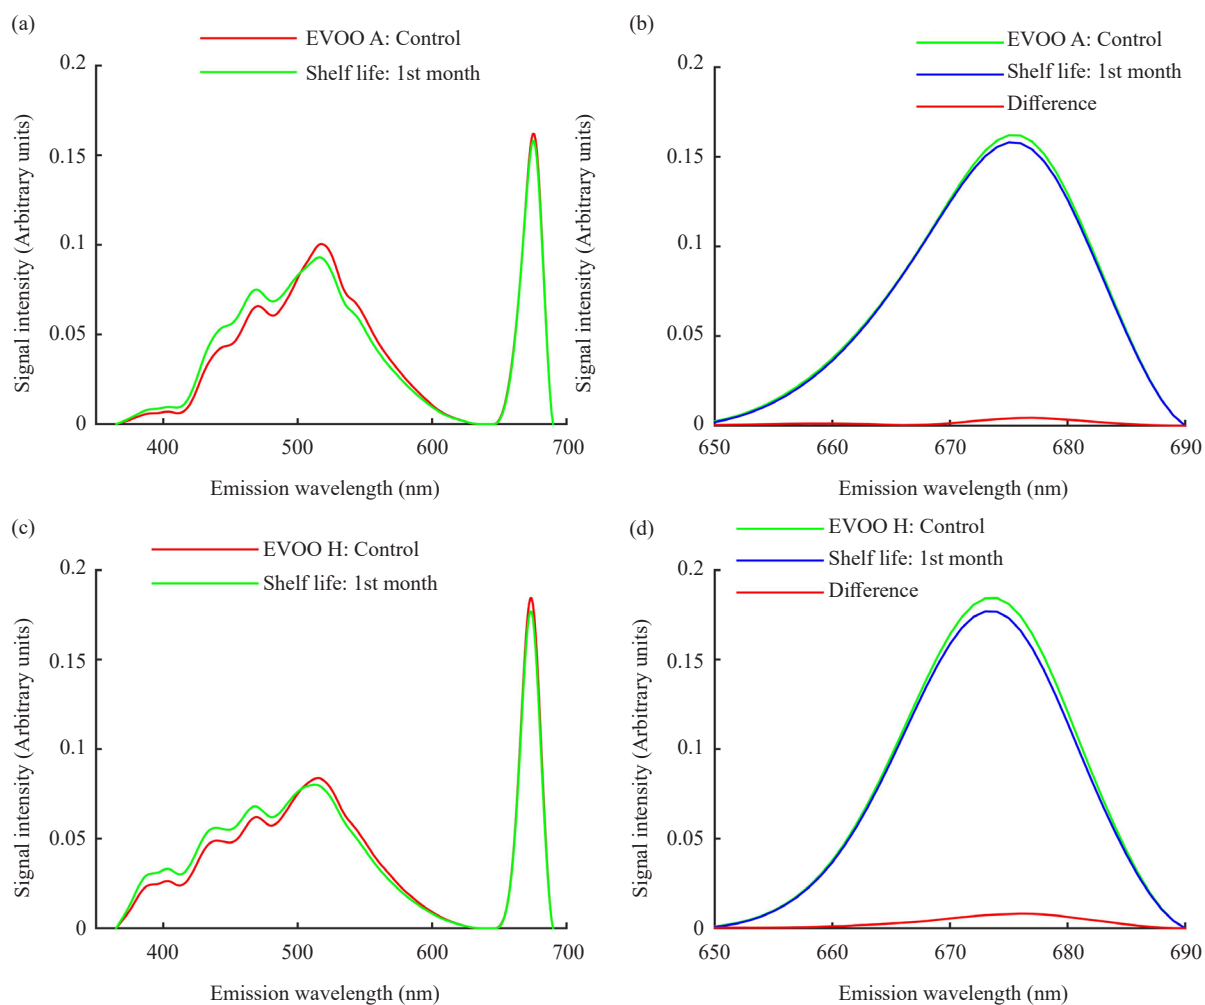 (a)
EVOO A: Control
Shelf life: 1st month
0.2
0.15
0.1
0.05
0
400
500
600
700
Signal intensity (Arbitrary units)
Emission wavelength (nm)
(b)
EVOO A: Control
Shelf life: 1st month
Difference
0.2
0.15
0.1
0.05
0
650
660
670
680
690
Signal intensity (Arbitrary units)
Emission wavelength (nm)
(c)
EVOO H: Control
Shelf life: 1st month
0.2
0.15
0.1
0.05
0
400
500
600
700
Signal intensity (Arbitrary units)
Emission wavelength (nm)
(d)
EVOO H: Control
Shelf life: 1st month
Difference
0.2
0.15
0.1
0.05
0
650
660
670
680
690
Signal intensity (Arbitrary units)
Emission wavelength (nm)